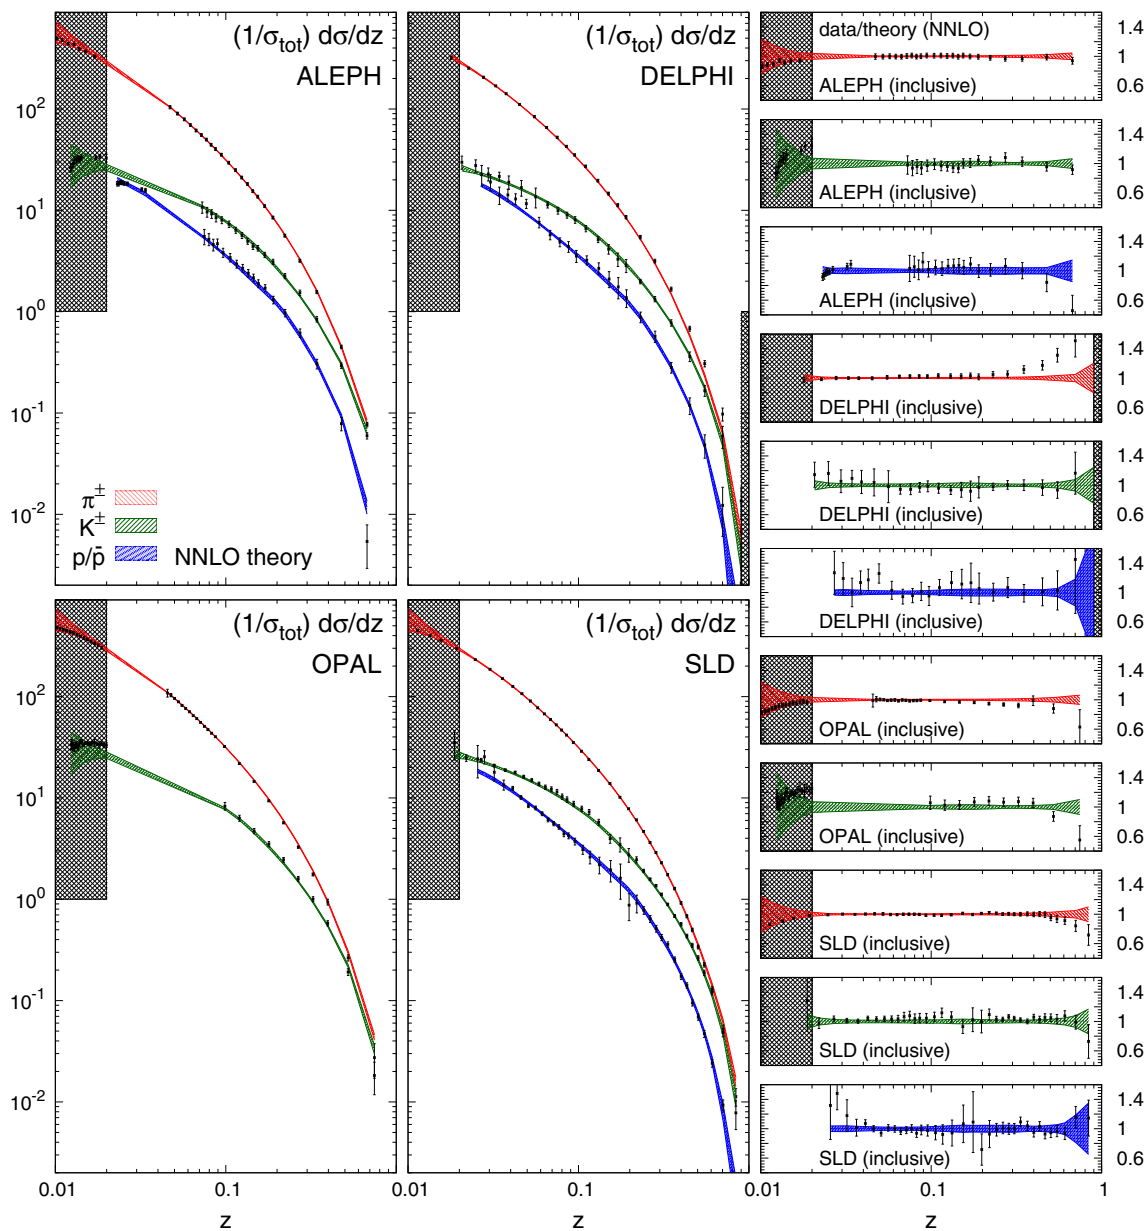 (1/σtot) dσ/dz
ALEPH
10²
10¹
10⁰
10⁻¹
10⁻²
π±
K±
p/p̄ NNLO theory
(1/σtot) dσ/dz
DELPHI
(1/σtot) dσ/dz
OPAL
10²
10¹
10⁰
10⁻¹
10⁻²
0.01 0.1
z
(1/σtot) dσ/dz
SLD
0.01 0.1 1
z
data/theory (NNLO)
ALEPH (inclusive)
1.4
1
0.6
ALEPH (inclusive)
1.4
1
0.6
ALEPH (inclusive)
1.4
1
0.6
DELPHI (inclusive)
1.4
1
0.6
DELPHI (inclusive)
1.4
1
0.6
DELPHI (inclusive)
1.4
1
0.6
OPAL (inclusive)
1.4
1
0.6
OPAL (inclusive)
1.4
1
0.6
SLD (inclusive)
1.4
1
0.6
SLD (inclusive)
1.4
1
0.6
SLD (inclusive)
1.4
1
0.6
0.01 0.1 1
z